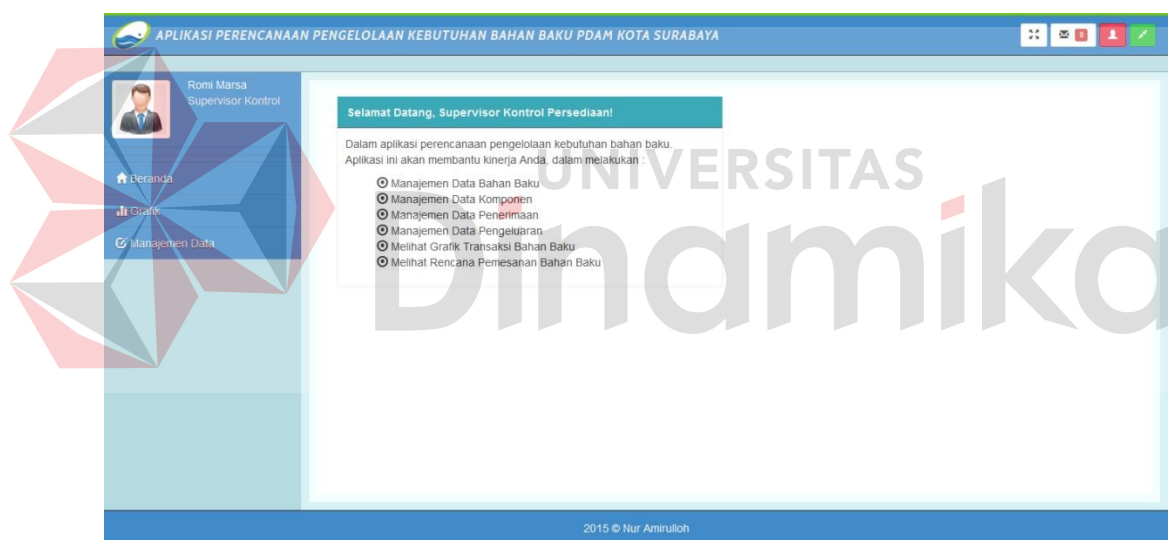 APLIKASI PERENCANAAN PENGELOLAAN KEBUTUHAN BAHAN BAKU PDAM KOTA SURABAYA
0
Romi Marsa
Supervisor Kontrol
Beranda
Grafik
Manajemen Data
Selamat Datang, Supervisor Kontrol Persediaan!
Dalam aplikasi perencanaan pengelolaan kebutuhan bahan baku.
Aplikasi ini akan membantu kinerja Anda, dalam melakukan :
Manajemen Data Bahan Baku
Manajemen Data Komponen
Manajemen Data Penerimaan
Manajemen Data Pengeluaran
Melihat Grafik Transaksi Bahan Baku
Melihat Rencana Pemesanan Bahan Baku
UNIVERSITAS
Dinamika
2015 © Nur Amirulloh